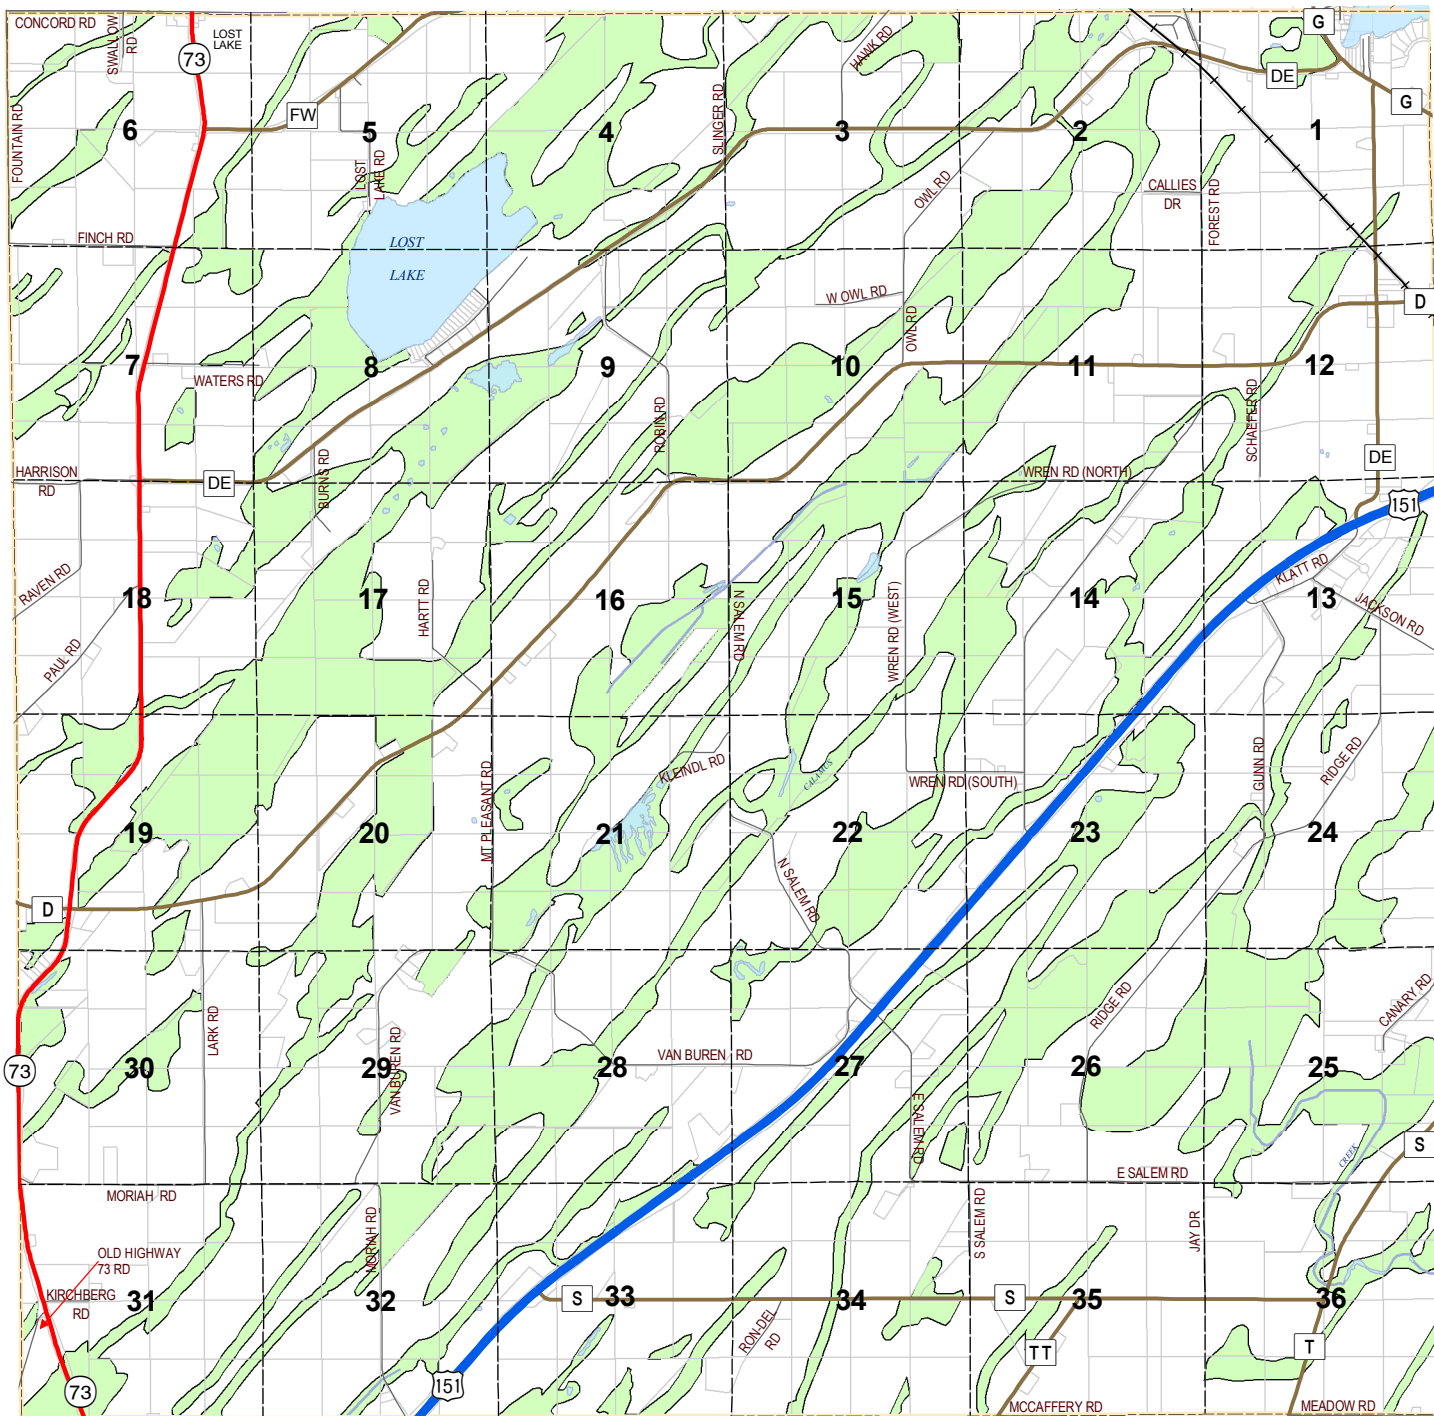 CONCORD RD
SWALLOW
RD
73
LOST
LAKE
HAWK RD
G
FOUNTAIN RD
FW
DE
G
6
5
4
SLINGER RD
3
2
1
LOST
LAKE RD
OWL RD
CALLIES
DR
FOREST RD
FINCH RD
LOST
LAKE
W OWL RD
OWL RD
D
7
WATERS RD
8
9
10
11
12
SCHAEFER RD
ROBIN RD
HARRISON
RD
DE
BURNS RD
WREN RD (NORTH)
DE
151
RAVEN RD
18
17
HARTT RD
16
N SALEM RD
15
WREN RD (WEST)
14
KLATT RD
13
JACKSON RD
PAUL RD
MT PLEASANT RD
KLEINDL RD
CALAMUS
WREN RD (SOUTH)
GUNN RD
RIDGE RD
19
20
21
22
23
24
N SALEM RD
D
LARK RD
VAN BUREN RD
RIDGE RD
CANARY RD
73
30
29
28
VAN BUREN RD
27
26
25
E SALEM RD
S
CREEK
MORIAH RD
E SALEM RD
MORIAH RD
S SALEM RD
JAY DR
OLD HIGHWAY
73 RD
KIRCHBERG
RD
31
32
S
33
34
S
35
36
RON-DEL
RD
TT
T
73
151
MCCAFFERY RD
MEADOW RD